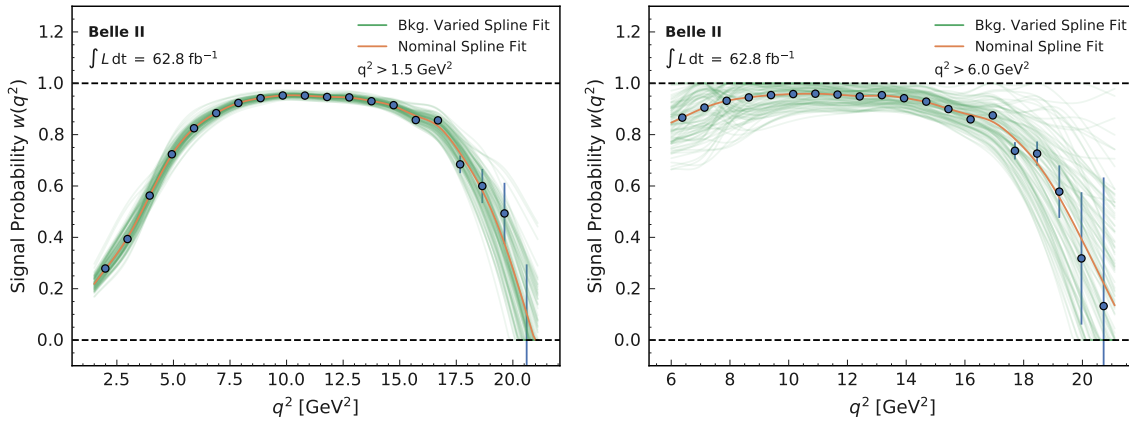 Belle II
∫ L dt = 62.8 fb⁻¹
Bkg. Varied Spline Fit
Nominal Spline Fit
q² > 1.5 GeV²
Signal Probability w(q²)
1.2
1.0
0.8
0.6
0.4
0.2
0.0
2.5 5.0 7.5 10.0 12.5 15.0 17.5 20.0
q² [GeV²]
Belle II
∫ L dt = 62.8 fb⁻¹
Bkg. Varied Spline Fit
Nominal Spline Fit
q² > 6.0 GeV²
Signal Probability w(q²)
1.2
1.0
0.8
0.6
0.4
0.2
0.0
6 8 10 12 14 16 18 20
q² [GeV²]